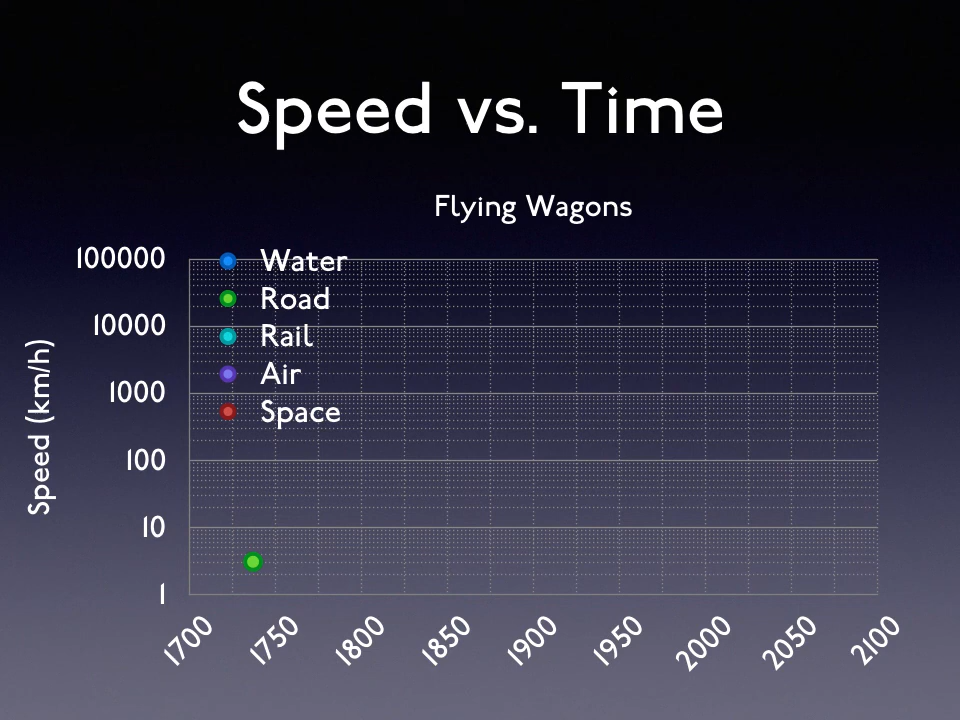 Speed vs. Time
Flying Wagons
Speed (km/h)
100000
10000
1000
100
10
1
Water
Road
Rail
Air
Space
1700
1750
1800
1850
1900
1950
2000
2050
2100